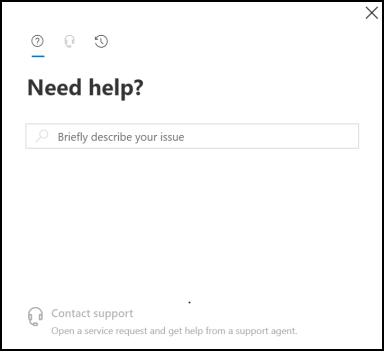 Need help?
Briefly describe your issue
Contact support
Open a service request and get help from a support agent.